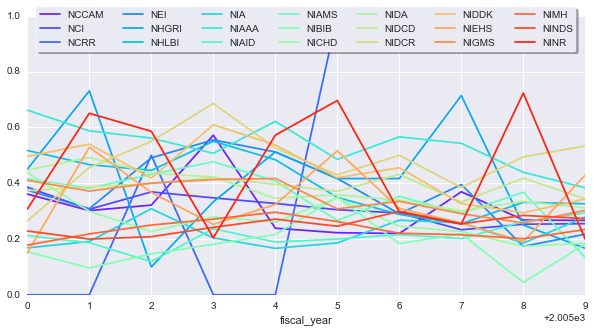 NCCAM NEI NIA NIAMS NIDA NIDDK NIMH
NCI NHGRI NIAAA NIBIB NIDCD NIEHS NINDS
NCRR NHLBI NIAID NICHD NIDCR NIGMS NINR
1.0
0.8
0.6
0.4
0.2
0.0
0 1 2 3 4 5 6 7 8 9
+2.005e3
fiscal_year